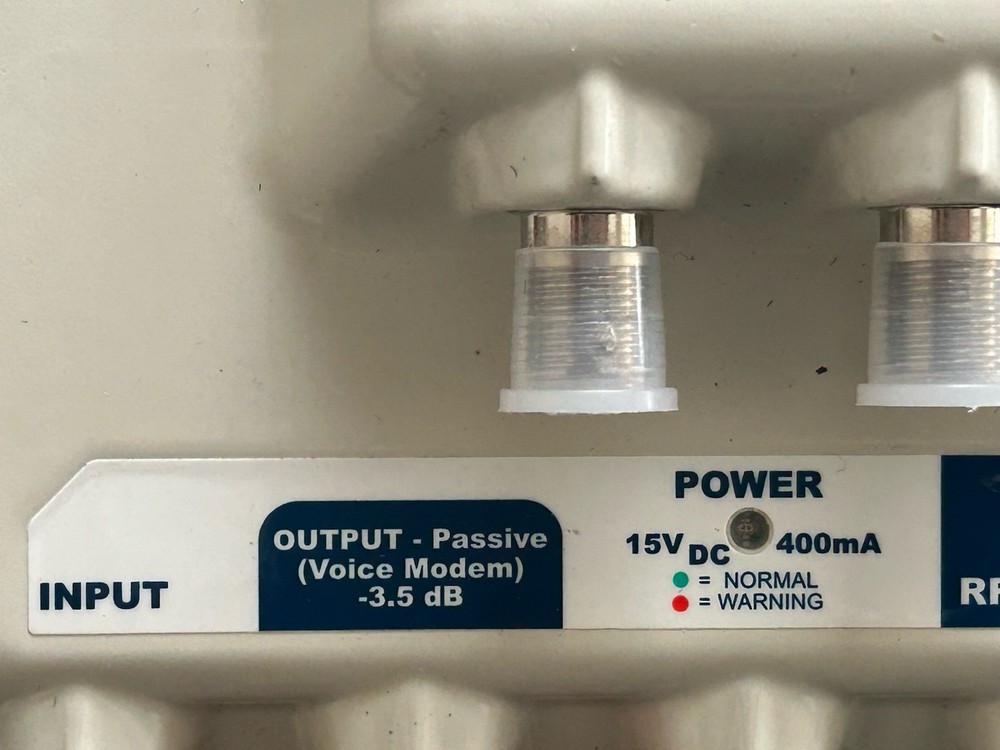 INPUT
OUTPUT - Passive
(Voice Modem)
-3.5 dB
POWER
15V DC 400mA
= NORMAL
= WARNING